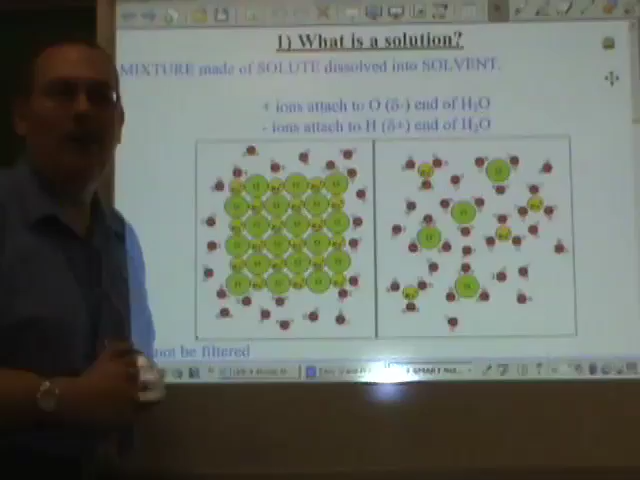 1) What is a solution?
MIXTURE made of SOLUTE dissolved into SOLVENT.
+ ions attach to O (δ-) end of H₂O
- ions attach to H (δ+) end of H₂O
not be filtered